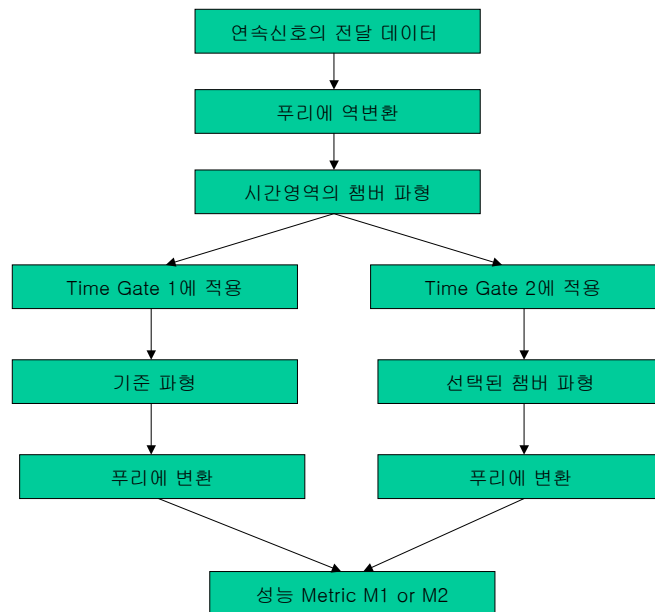 연속신호의 전달 데이터
푸리에 역변환
시간영역의 챔버 파형
Time Gate 1에 적용
Time Gate 2에 적용
기준 파형
선택된 챔버 파형
푸리에 변환
푸리에 변환
성능 Metric M1 or M2